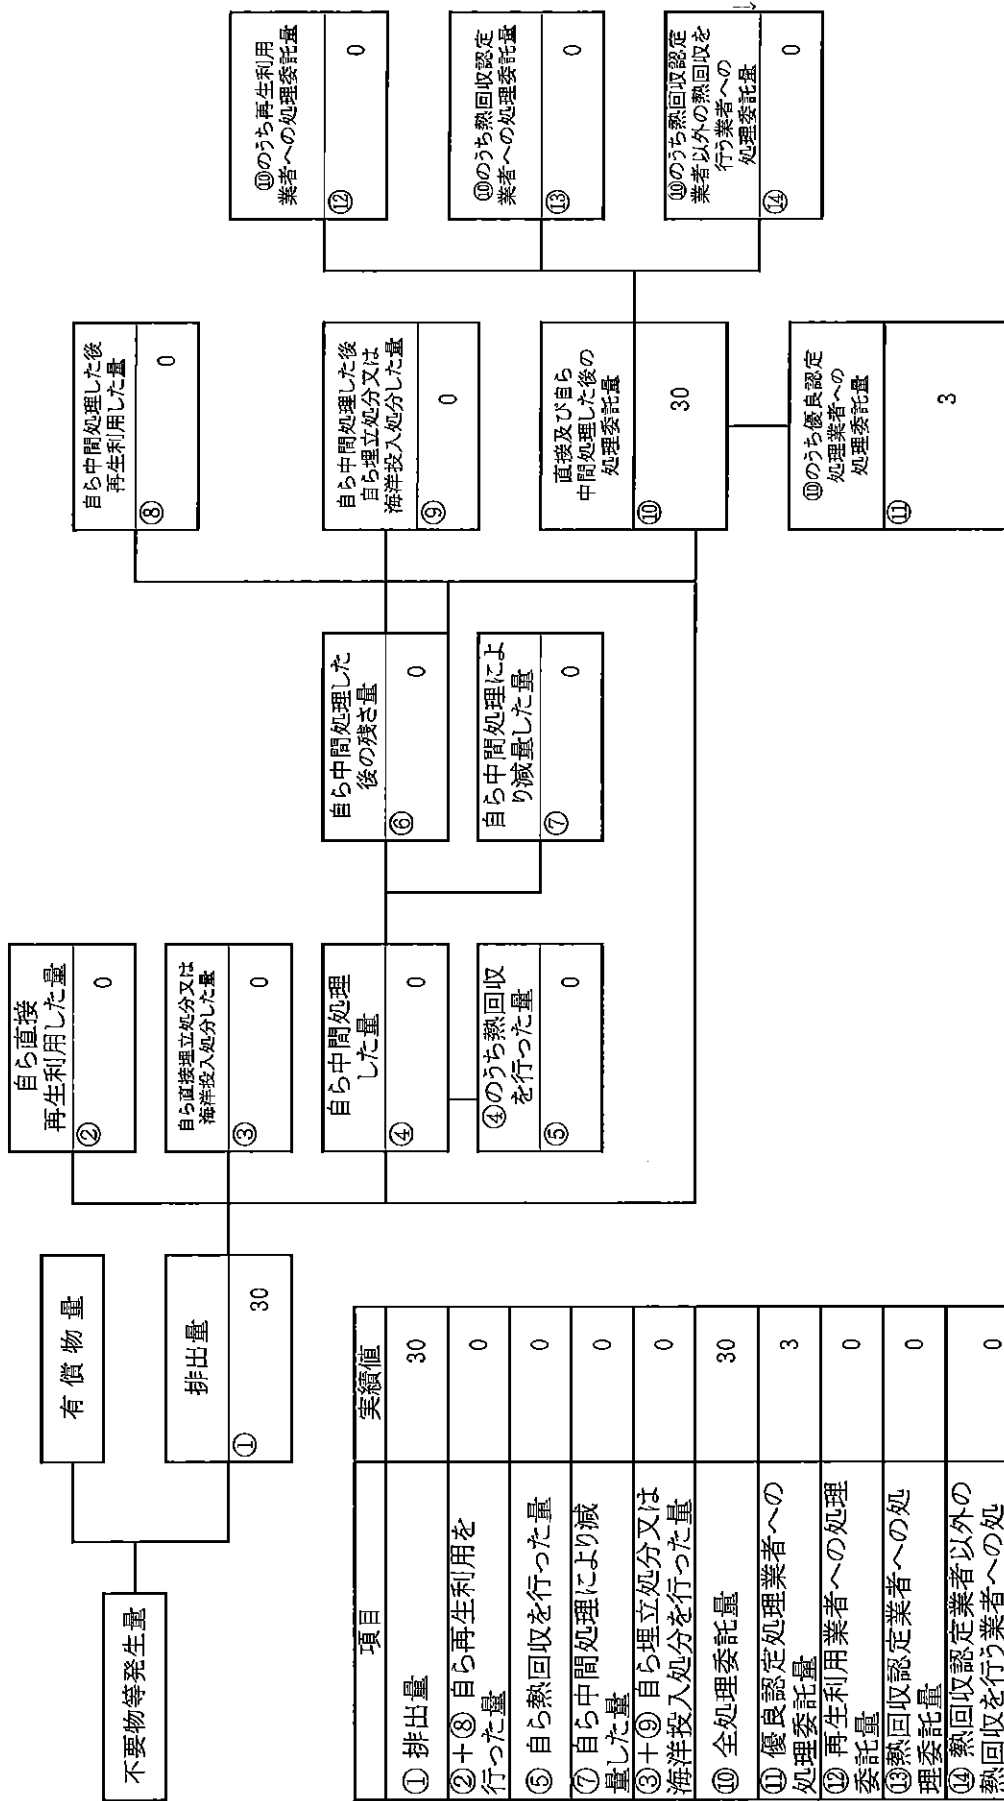 不要物等発生量
有償物量
排出量
①
30
自ら直接
再生利用した量
②
0
自ら直接埋立処分又は
海洋投入処分した量
③
0
自ら中間処理
した量
④
0
④のうち熱回収
を行った量
⑤
0
自ら中間処理した
後の残さ量
⑥
0
自ら中間処理によ
り減量した量
⑦
0
自ら中間処理した後
再生利用した量
⑧
0
自ら中間処理した後
自ら埋立処分又は
海洋投入処分した量
⑨
0
直接及び自ら
中間処理した後の
処理委託量
⑩
30
⑩のうち優良認定
処理業者への
処理委託量
⑪
3
⑩のうち再生利用
業者への処理委託量
⑫
0
⑩のうち熱回収認定
業者への処理委託量
⑬
0
⑩のうち熱回収認定
業者以外の熱回収を
行う業者への
処理委託量
⑭
0
項目 実績値
① 排出量 30
②+⑧ 自ら再生利用を
行った量 0
⑤ 自ら熱回収を行った量 0
⑦ 自ら中間処理により減
量した量 0
③+⑨ 自ら埋立処分又は
海洋投入処分を行った量 0
⑩ 全処理委託量 30
⑪ 優良認定処理業者への
処理委託量 3
⑫ 再生利用業者への処理
委託量 0
⑬熱回収認定業者への処
理委託量 0
⑭ 熱回収認定業者以外の
熱回収を行う業者への処 0